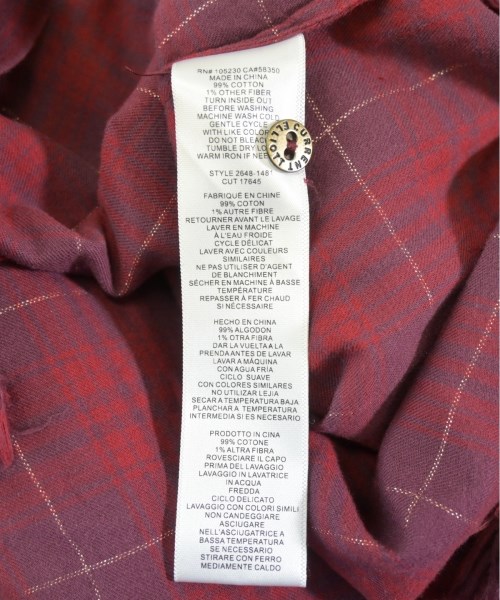 RN# 105230 CA#56350
MADE IN CHINA
99% COTTON
1% OTHER FIBER
TURN INSIDE OUT
BEFORE WASHING
MACHINE WASH COLD
GENTLE CYCLE
WITH LIKE COLOR
DO NOT BLEAC
TUMBLE DRY LO
WARM IRON IF NEE
CURRENT ELLIOTT
STYLE 2648-1481
CUT 17645
FABRIQUÉ EN CHINE
99% COTON
1% AUTRE FIBRE
RETOURNER AVANT LE LAVAGE
LAVER EN MACHINE
À L'EAU FROIDE
CYCLE DÉLICAT
LAVER AVEC COULEURS
SIMILAIRES
NE PAS UTILISER D'AGENT
DE BLANCHIMENT
SÉCHER EN MACHINE À BASSE
TEMPÉRATURE
REPASSER À FER CHAUD
SI NÉCESSAIRE
HECHO EN CHINA
99% ALGODON
1% OTRA FIBRA
DAR LA VUELTA A LA
PRENDA ANTES DE LAVAR
LAVAR A MÁQUINA
CON AGUA FRÍA
CICLO SUAVE
CON COLORES SIMILARES
NO UTILIZAR LEJIA
SECAR A TEMPERATURA BAJA
PLANCHAR A TEMPERATURA
INTERMEDIA SI ES NECESARIO
PRODOTTO IN CINA
99% COTONE
1% ALTRA FIBRA
ROVESCIARE IL CAPO
PRIMA DEL LAVAGGIO
LAVAGGIO IN LAVATRICE
IN ACQUA
FREDDA
CICLO DELICATO
LAVAGGIO CON COLORI SIMILI
NON CANDEGGIARE
ASCIUGARE
NELL'ASCIUGATRICE A
BASSA TEMPERATURA
SE NECESSARIO
STIRARE CON FERRO
MEDIAMENTE CALDO